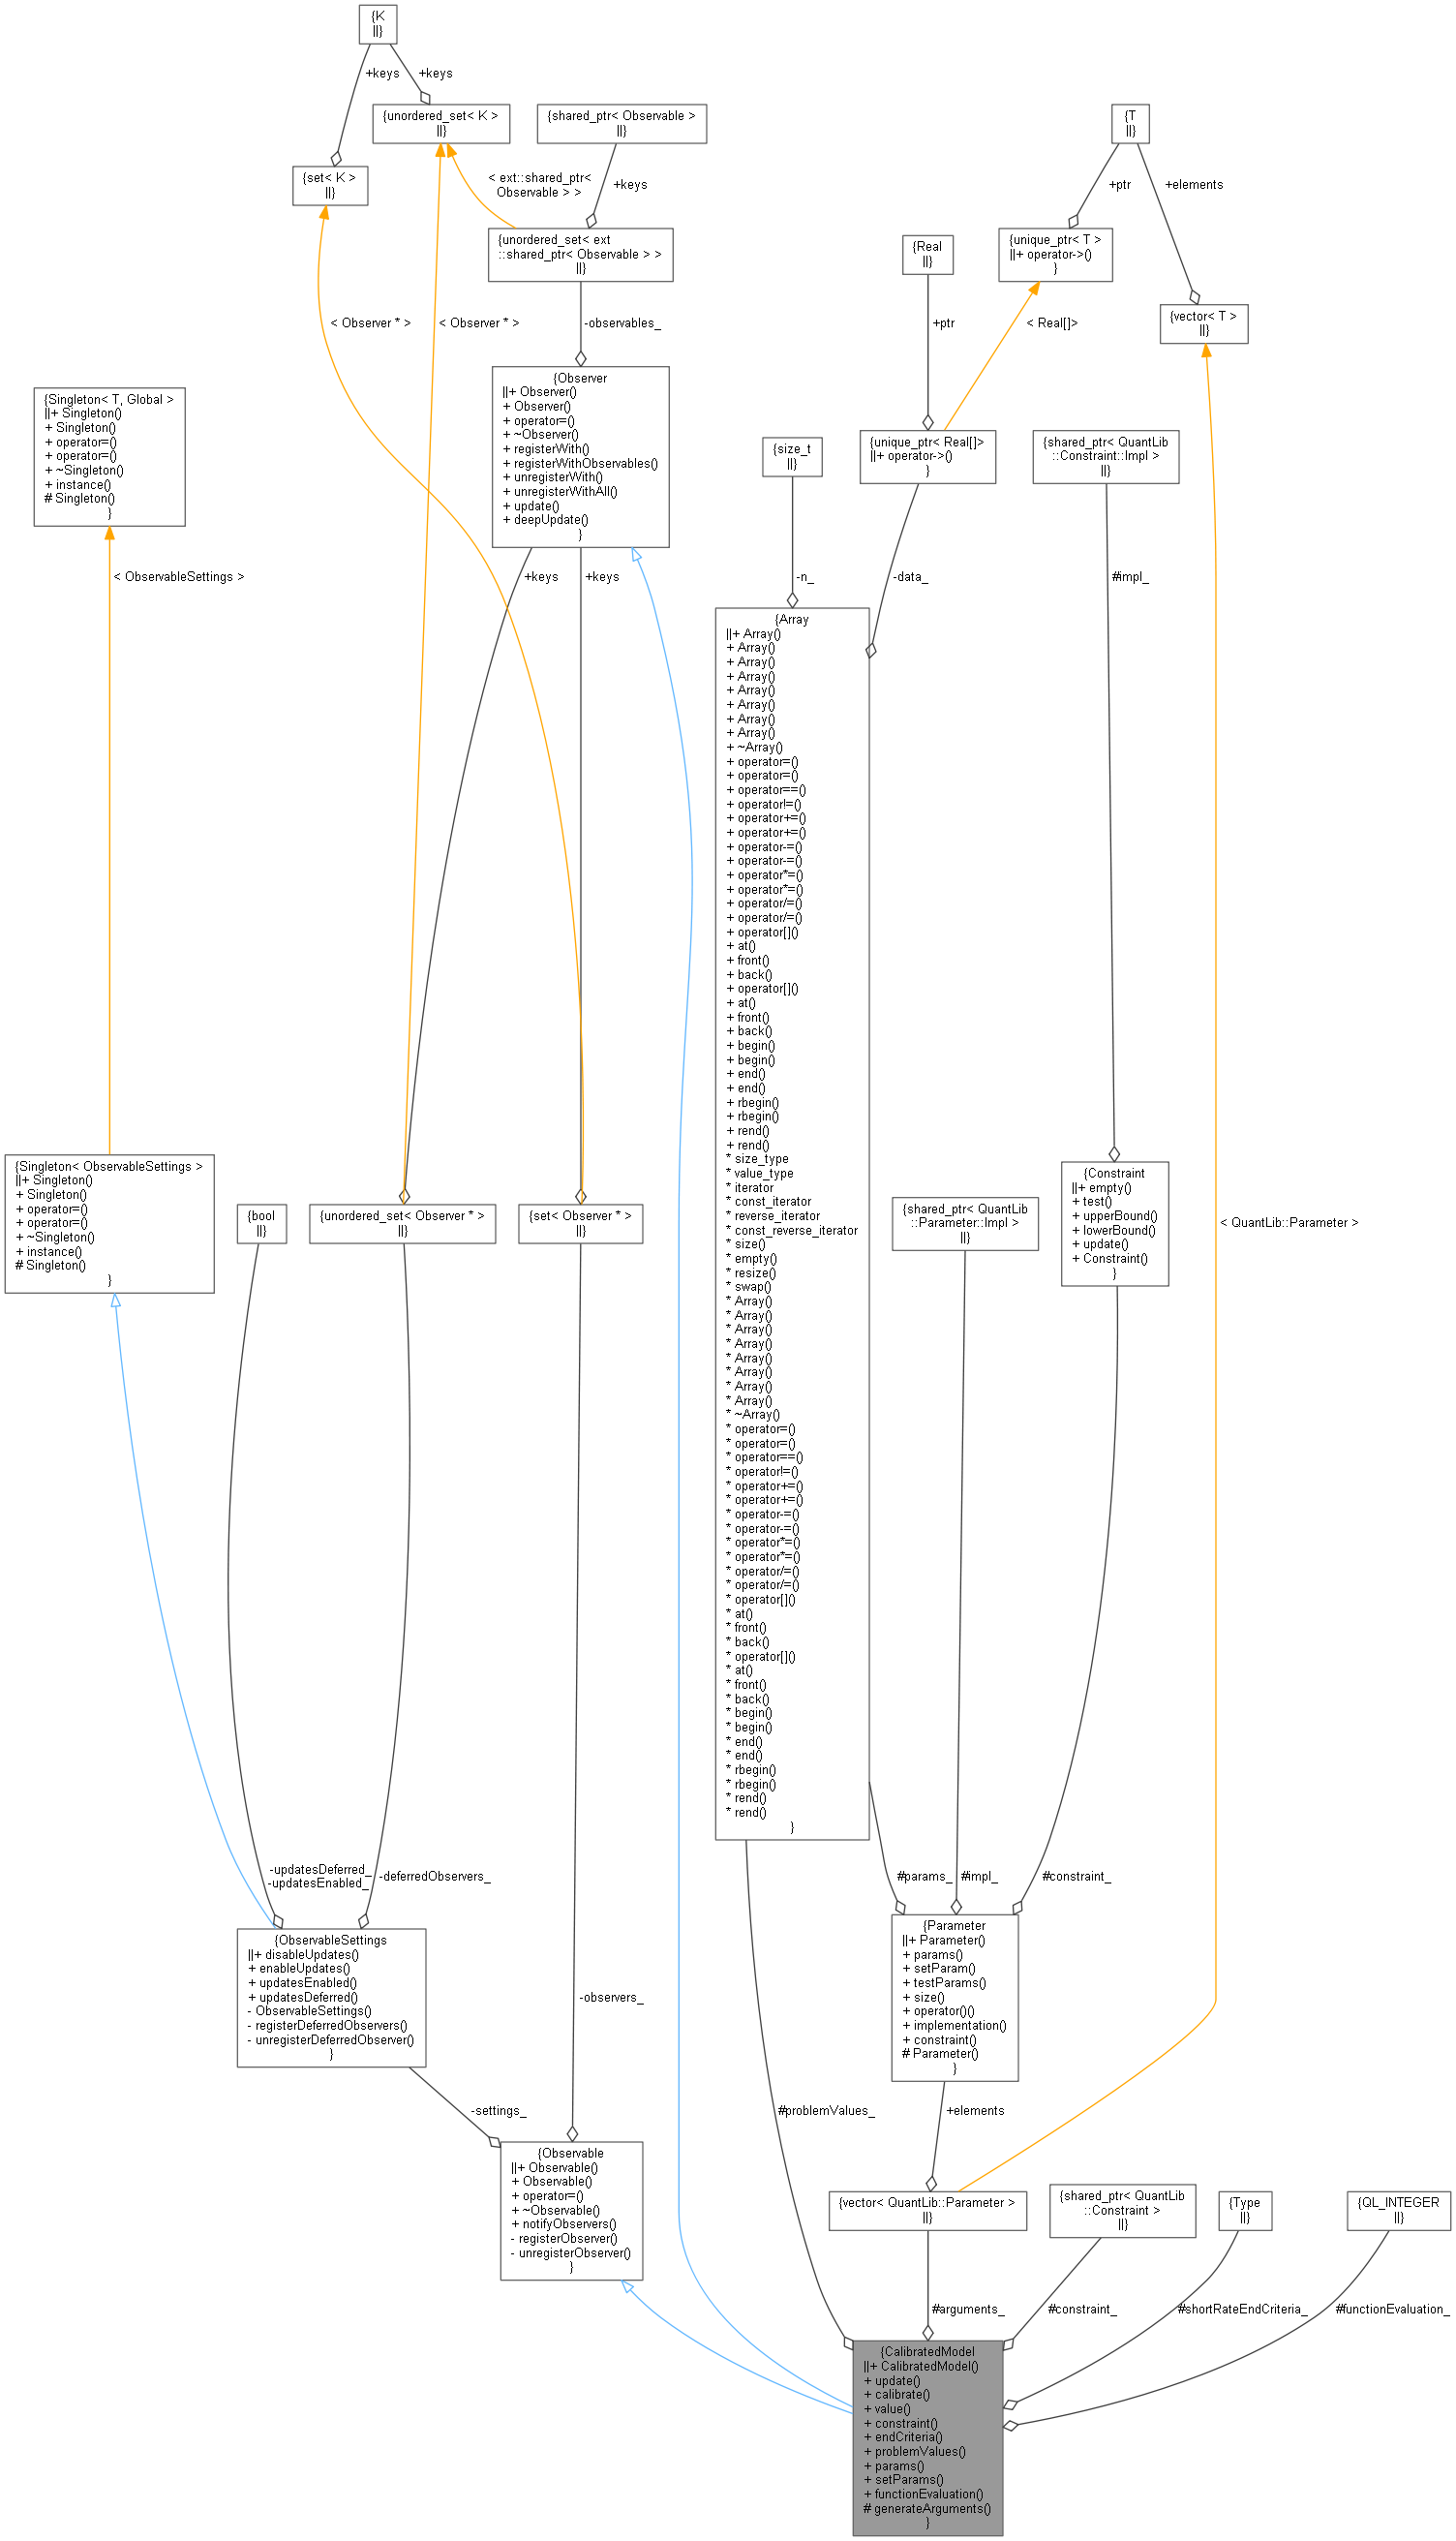 {K
||}
+keys
+keys
{unordered_set< K >
||}
{shared_ptr< Observable >
||}
{T
||}
{set< K >
||}
< ext::shared_ptr<
Observable > >
+keys
+ptr
+elements
{unordered_set< ext
::shared_ptr< Observable > >
||}
{Real
||}
{unique_ptr< T >
||+ operator->()
}
{vector< T >
||}
< Observer * >
< Observer * >
-observables_
+ptr
< Real[]>
{Singleton< T, Global >
||+ Singleton()
+ Singleton()
+ operator=()
+ operator=()
+ ~Singleton()
+ instance()
# Singleton()
}
{Observer
||+ Observer()
+ Observer()
+ operator=()
+ ~Observer()
+ registerWith()
+ registerWithObservables()
+ unregisterWith()
+ unregisterWithAll()
+ update()
+ deepUpdate()
}
{size_t
||}
{unique_ptr< Real[]>
||+ operator->()
}
{shared_ptr< QuantLib
::Constraint::Impl >
||}
< ObservableSettings >
+keys
+keys
-n_
-data_
#impl_
{Array
||+ Array()
+ Array()
+ Array()
+ Array()
+ Array()
+ Array()
+ Array()
+ Array()
+ ~Array()
+ operator=()
+ operator=()
+ operator==()
+ operator!=()
+ operator+=()
+ operator+=()
+ operator-=()
+ operator-=()
+ operator*=()
+ operator*=()
+ operator/=()
+ operator/=()
+ operator[]()
+ at()
+ front()
+ back()
+ operator[]()
+ at()
+ front()
+ back()
+ begin()
+ begin()
+ end()
+ end()
+ rbegin()
+ rbegin()
+ rend()
+ rend()
* size_type
* value_type
* iterator
* const_iterator
* reverse_iterator
* const_reverse_iterator
* size()
* empty()
* resize()
* swap()
* Array()
* Array()
* Array()
* Array()
* Array()
* Array()
* Array()
* Array()
* ~Array()
* operator=()
* operator=()
* operator==()
* operator!=()
* operator+=()
* operator+=()
* operator-=()
* operator-=()
* operator*=()
* operator*=()
* operator/=()
* operator/=()
* operator[]()
* at()
* front()
* back()
* operator[]()
* at()
* front()
* back()
* begin()
* begin()
* end()
* end()
* rbegin()
* rbegin()
* rend()
* rend()
}
{Singleton< ObservableSettings >
||+ Singleton()
+ Singleton()
+ operator=()
+ operator=()
+ ~Singleton()
+ instance()
# Singleton()
}
{bool
||}
{unordered_set< Observer * >
||}
{set< Observer * >
||}
{shared_ptr< QuantLib
::Parameter::Impl >
||}
{Constraint
||+ empty()
+ test()
+ upperBound()
+ lowerBound()
+ update()
+ Constraint()
}
< QuantLib::Parameter >
-updatesDeferred_
-updatesEnabled_
-deferredObservers_
#params_
#impl_
#constraint_
{ObservableSettings
||+ disableUpdates()
+ enableUpdates()
+ updatesEnabled()
+ updatesDeferred()
- ObservableSettings()
- registerDeferredObservers()
- unregisterDeferredObserver()
}
-observers_
{Parameter
||+ Parameter()
+ params()
+ setParam()
+ testParams()
+ size()
+ operator()()
+ implementation()
+ constraint()
# Parameter()
}
-settings_
#problemValues_
+elements
{Observable
||+ Observable()
+ Observable()
+ operator=()
+ ~Observable()
+ notifyObservers()
- registerObserver()
- unregisterObserver()
}
{vector< QuantLib::Parameter >
||}
{shared_ptr< QuantLib
::Constraint >
||}
{Type
||}
{QL_INTEGER
||}
#arguments_
#constraint_
#shortRateEndCriteria_
#functionEvaluation_
{CalibratedModel
||+ CalibratedModel()
+ update()
+ calibrate()
+ value()
+ constraint()
+ endCriteria()
+ problemValues()
+ params()
+ setParams()
+ functionEvaluation()
# generateArguments()
}